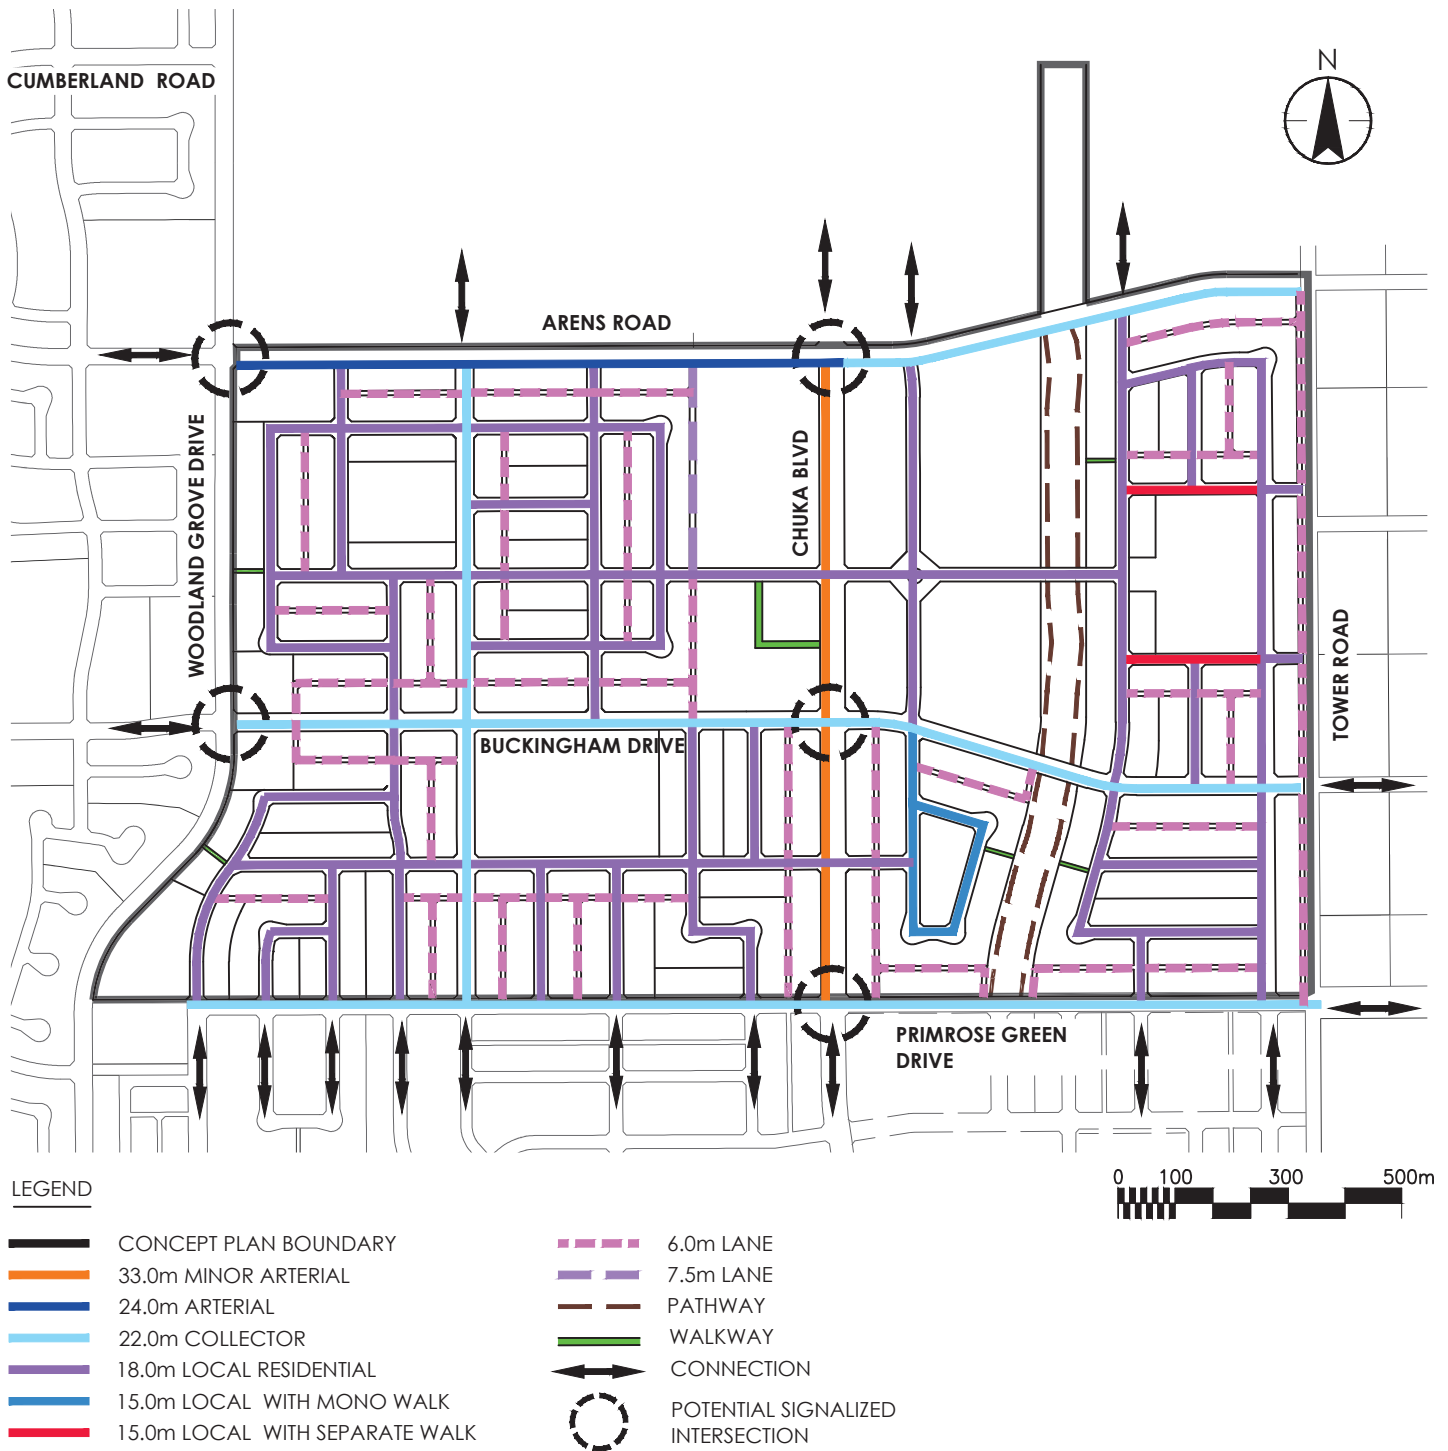 CUMBERLAND ROAD
N
ARENS ROAD
WOODLAND GROVE DRIVE
CHUKA BLVD
TOWER ROAD
BUCKINGHAM DRIVE
PRIMROSE GREEN
DRIVE
0 100 300 500m
LEGEND
CONCEPT PLAN BOUNDARY
33.0m MINOR ARTERIAL
24.0m ARTERIAL
22.0m COLLECTOR
18.0m LOCAL RESIDENTIAL
15.0m LOCAL WITH MONO WALK
15.0m LOCAL WITH SEPARATE WALK
6.0m LANE
7.5m LANE
PATHWAY
WALKWAY
CONNECTION
POTENTIAL SIGNALIZED
INTERSECTION